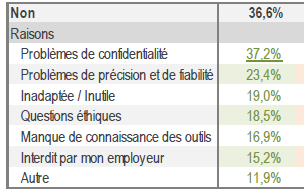 Non 36,6%
Raisons
Problèmes de confidentialité 37,2%
Problèmes de précision et de fiabilité 23,4%
Inadaptée / Inutile 19,0%
Questions éthiques 18,5%
Manque de connaissance des outils 16,9%
Interdit par mon employeur 15,2%
Autre 11,9%